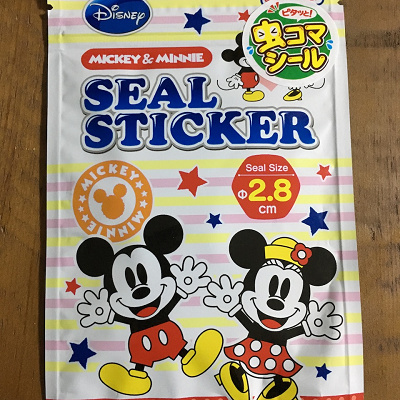 Disney
ピタッと!
虫コマ
シール
MICKEY & MINNIE
SEAL
STICKER
Seal Size
Φ2.8
cm
MICKEY
MINNIE